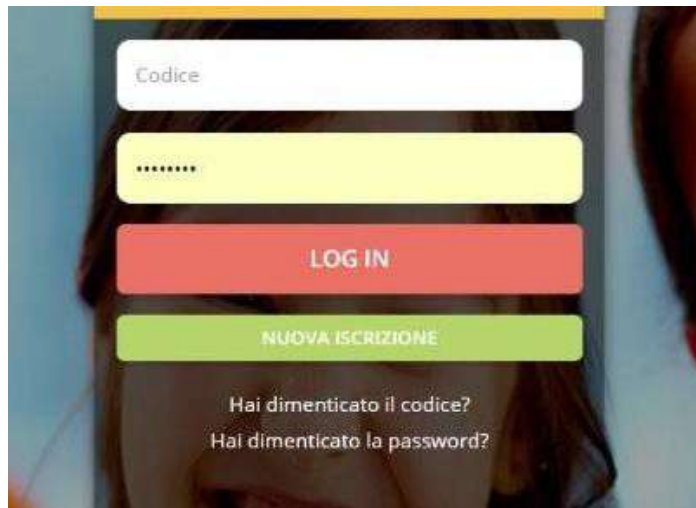 Codice
••••••••
LOG IN
NUOVA ISCRIZIONE
Hai dimenticato il codice?
Hai dimenticato la password?